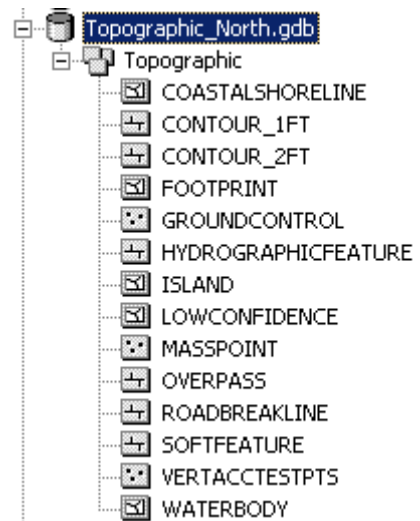 Topographic_North.gdb
Topographic
COASTALSHORELINE
CONTOUR_1FT
CONTOUR_2FT
FOOTPRINT
GROUNDCONTROL
HYDROGRAPHICFEATURE
ISLAND
LOWCONFIDENCE
MASSPOINT
OVERPASS
ROADBREAKLINE
SOFTFEATURE
VERTACCTESTPTS
WATERBODY